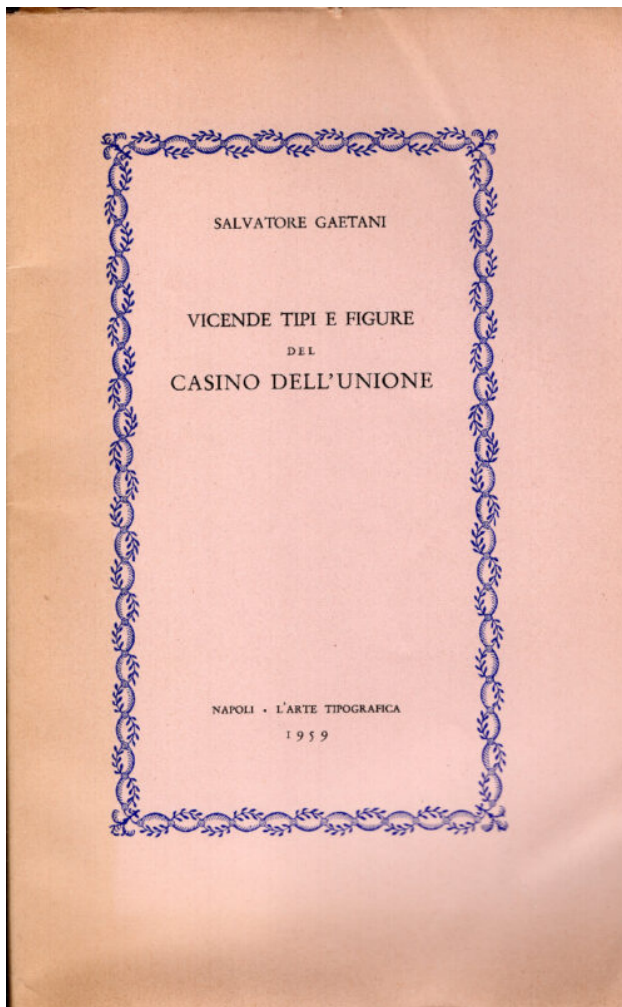 SALVATORE GAETANI
VICENDE TIPI E FIGURE
DEL
CASINO DELL'UNIONE
NAPOLI • L'ARTE TIPOGRAFICA
1959